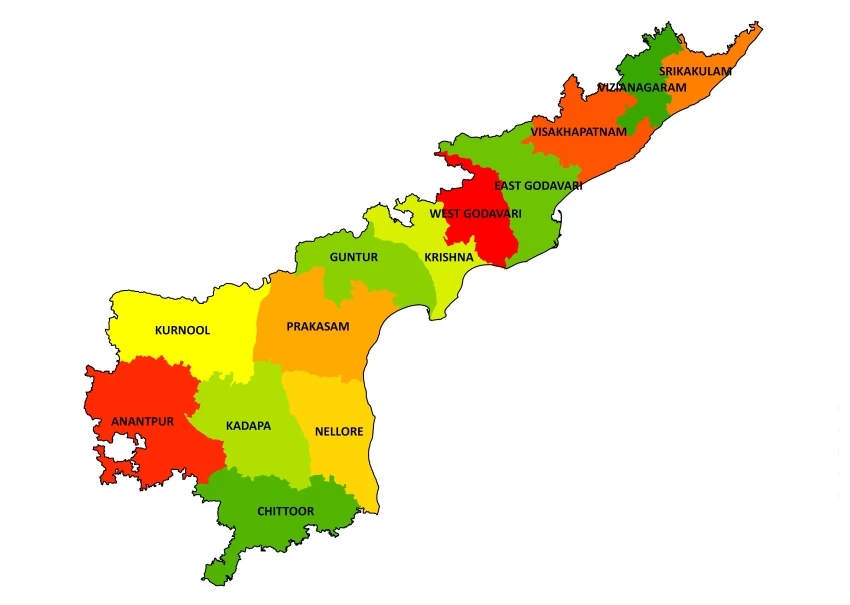 SRIKAKULAM
VIZIANAGARAM
VISAKHAPATNAM
EAST GODAVARI
WEST GODAVARI
GUNTUR
KRISHNA
PRAKASAM
KURNOOL
ANANTPUR
KADAPA
NELLORE
CHITTOOR